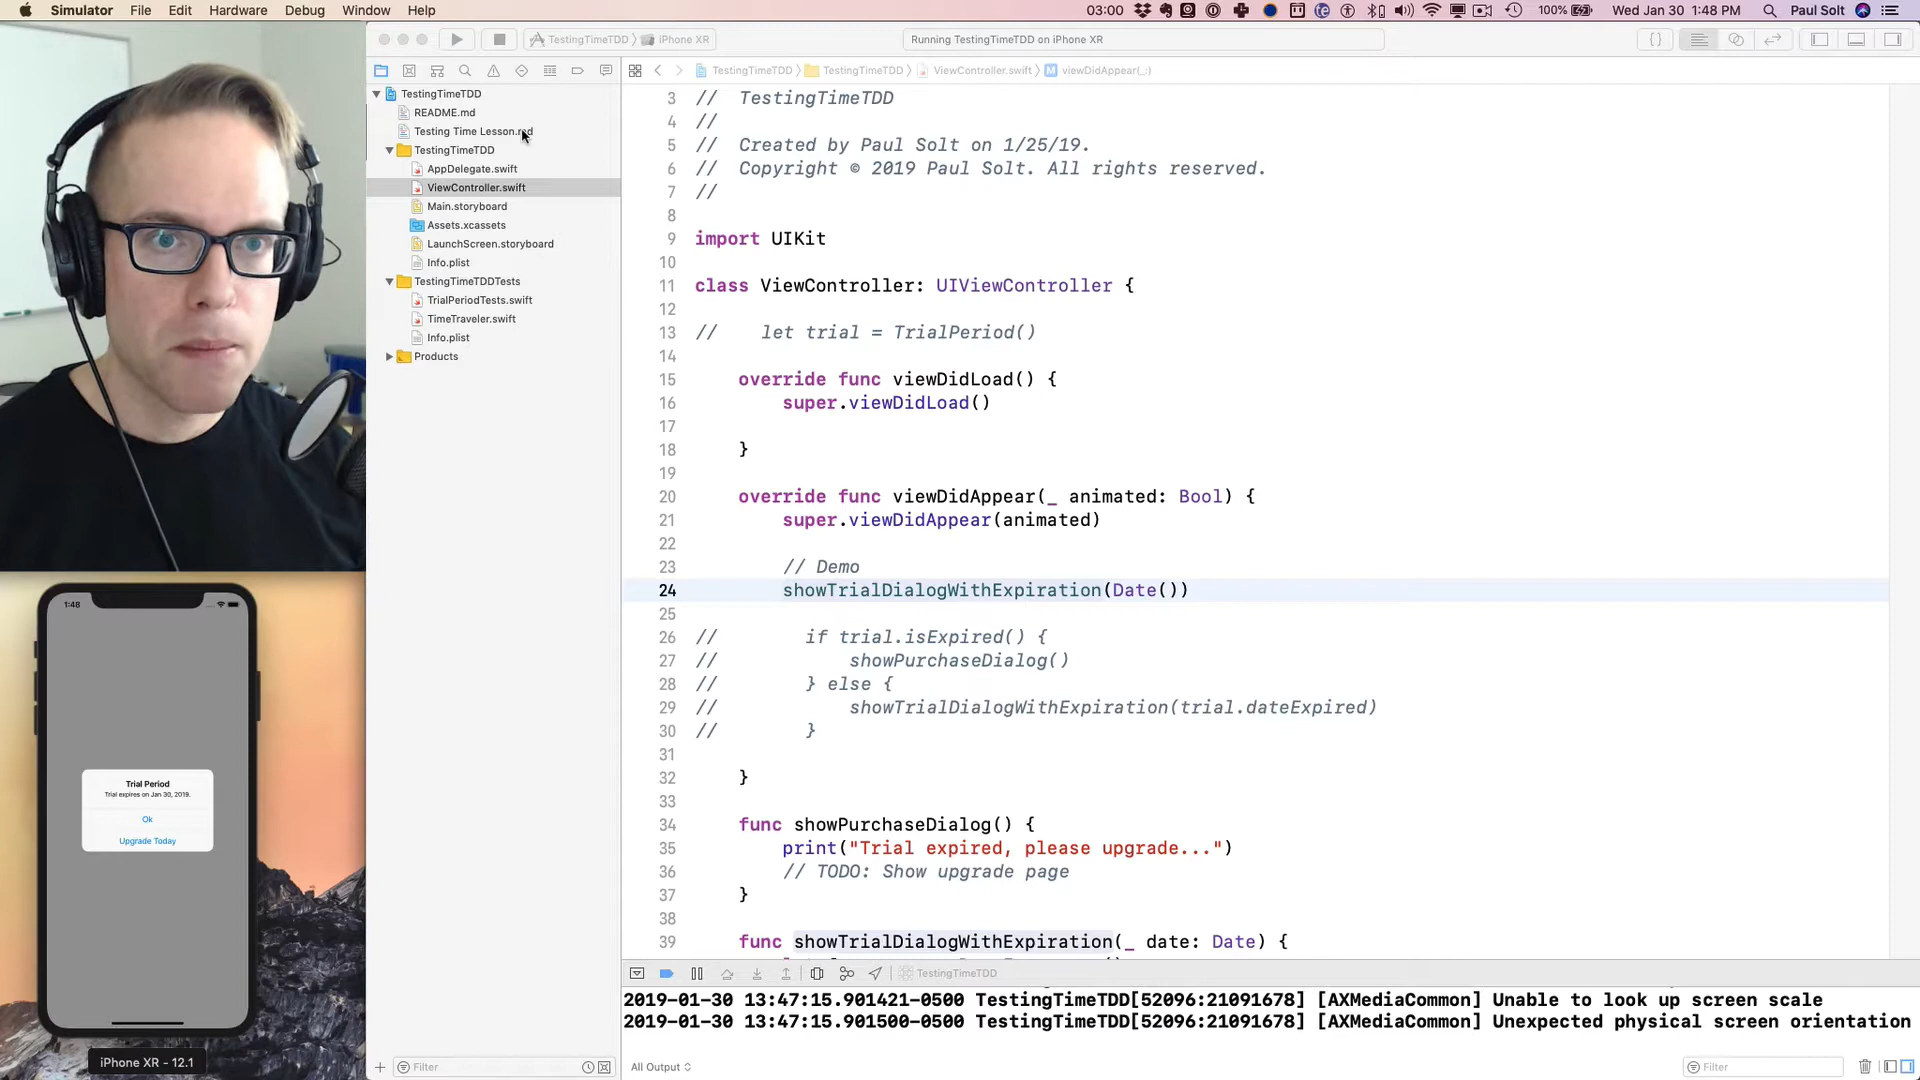 Simulator File Edit Hardware Debug Window Help
03:00 100% Wed Jan 30 1:48 PM Paul Solt
TestingTimeTDD iPhone XR
Running TestingTimeTDD on iPhone XR
TestingTimeTDD TestingTimeTDD ViewController.swift M viewDidAppear(_:)
TestingTimeTDD
README.md
Testing Time Lesson.md
TestingTimeTDD
AppDelegate.swift
ViewController.swift
Main.storyboard
Assets.xcassets
LaunchScreen.storyboard
Info.plist
TestingTimeTDDTests
TrialPeriodTests.swift
TimeTraveler.swift
Info.plist
Products
Filter
3 // TestingTimeTDD
4 //
5 // Created by Paul Solt on 1/25/19.
6 // Copyright © 2019 Paul Solt. All rights reserved.
7 //
8
9 import UIKit
10
11 class ViewController: UIViewController {
12
13 // let trial = TrialPeriod()
14
15 override func viewDidLoad() {
16 super.viewDidLoad()
17
18 }
19
20 override func viewDidAppear(_ animated: Bool) {
21 super.viewDidAppear(animated)
22
23 // Demo
24 showTrialDialogWithExpiration(Date())
25
26 // if trial.isExpired() {
27 // showPurchaseDialog()
28 // } else {
29 // showTrialDialogWithExpiration(trial.dateExpired)
30 // }
31
32 }
33
34 func showPurchaseDialog() {
35 print("Trial expired, please upgrade...")
36 // TODO: Show upgrade page
37 }
38
39 func showTrialDialogWithExpiration(_ date: Date) {
TestingTimeTDD
2019-01-30 13:47:15.901421-0500 TestingTimeTDD[52096:21091678] [AXMediaCommon] Unable to look up screen scale
2019-01-30 13:47:15.901500-0500 TestingTimeTDD[52096:21091678] [AXMediaCommon] Unexpected physical screen orientation
All Output
Filter
1:48
Trial Period
Trial expires on Jan 30, 2019.
Ok
Upgrade Today
iPhone XR - 12.1